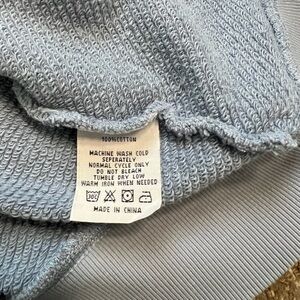 100%COTTON
MACHINE WASH COLD
SEPERATELY
NORMAL CYCLE ONLY
DO NOT BLEACH
TUMBLE DRY LOW
WARM IRON WHEN NEEDED
30C
MADE IN CHINA